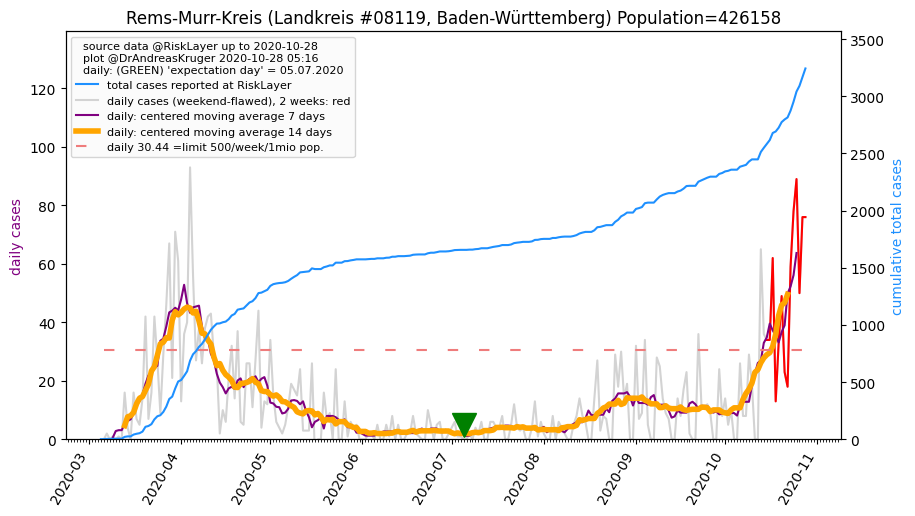 Rems-Murr-Kreis (Landkreis #08119, Baden-Württemberg) Population=426158
source data @RiskLayer up to 2020-10-28
plot @DrAndreasKruger 2020-10-28 05:16
daily: (GREEN) 'expectation day' = 05.07.2020
total cases reported at RiskLayer
daily cases (weekend-flawed), 2 weeks: red
daily: centered moving average 7 days
daily: centered moving average 14 days
daily 30.44 =limit 500/week/1mio pop.
daily cases
0
20
40
60
80
100
120
cumulative total cases
0
500
1000
1500
2000
2500
3000
3500
2020-03
2020-04
2020-05
2020-06
2020-07
2020-08
2020-09
2020-10
2020-11